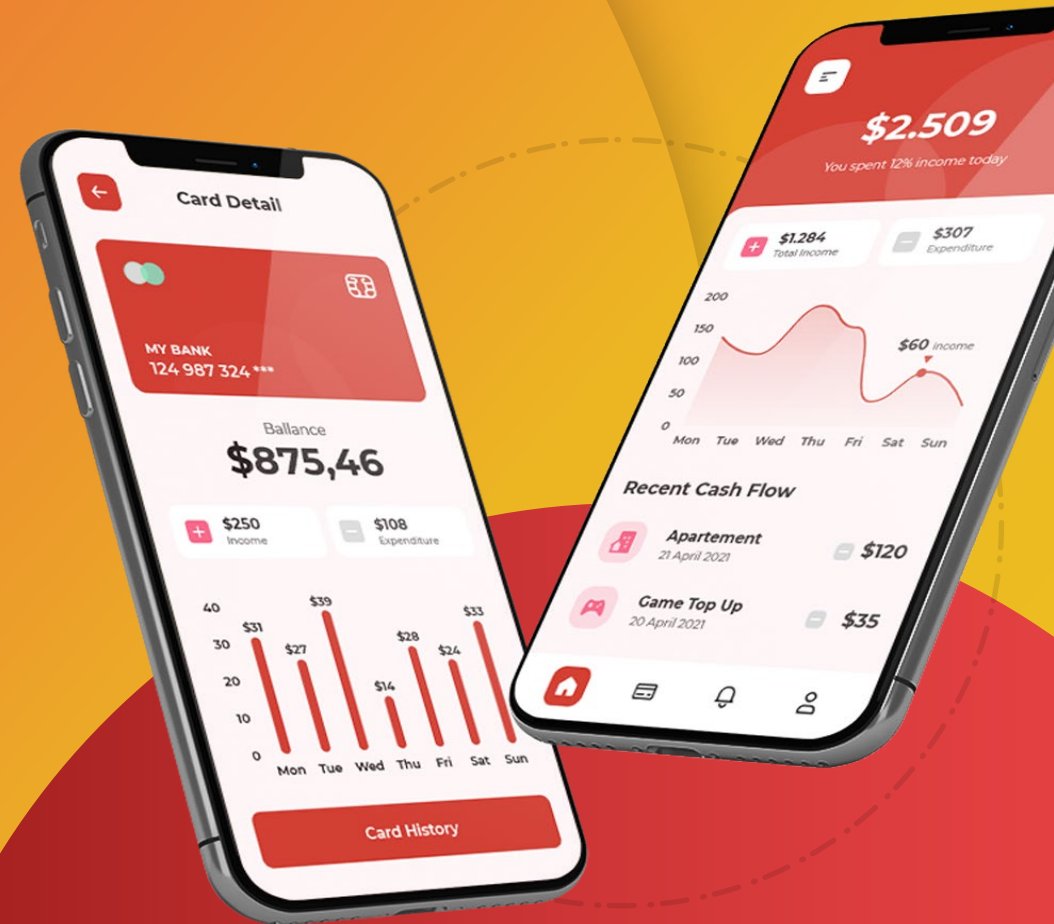 Card Detail
MY BANK
124 987 324 ***
Ballance
$875,46
$250
Income
$108
Expenditure
40
30
20
10
0
$31
$27
$39
$14
$28
$24
$33
Mon Tue Wed Thu Fri Sat Sun
Card History
$2.509
You spent 12% income today
$1.284
Total Income
$307
Expenditure
200
150
100
50
0
$60 income
Mon Tue Wed Thu Fri Sat Sun
Recent Cash Flow
Apartement
21 April 2021
$120
Game Top Up
20 April 2021
$35